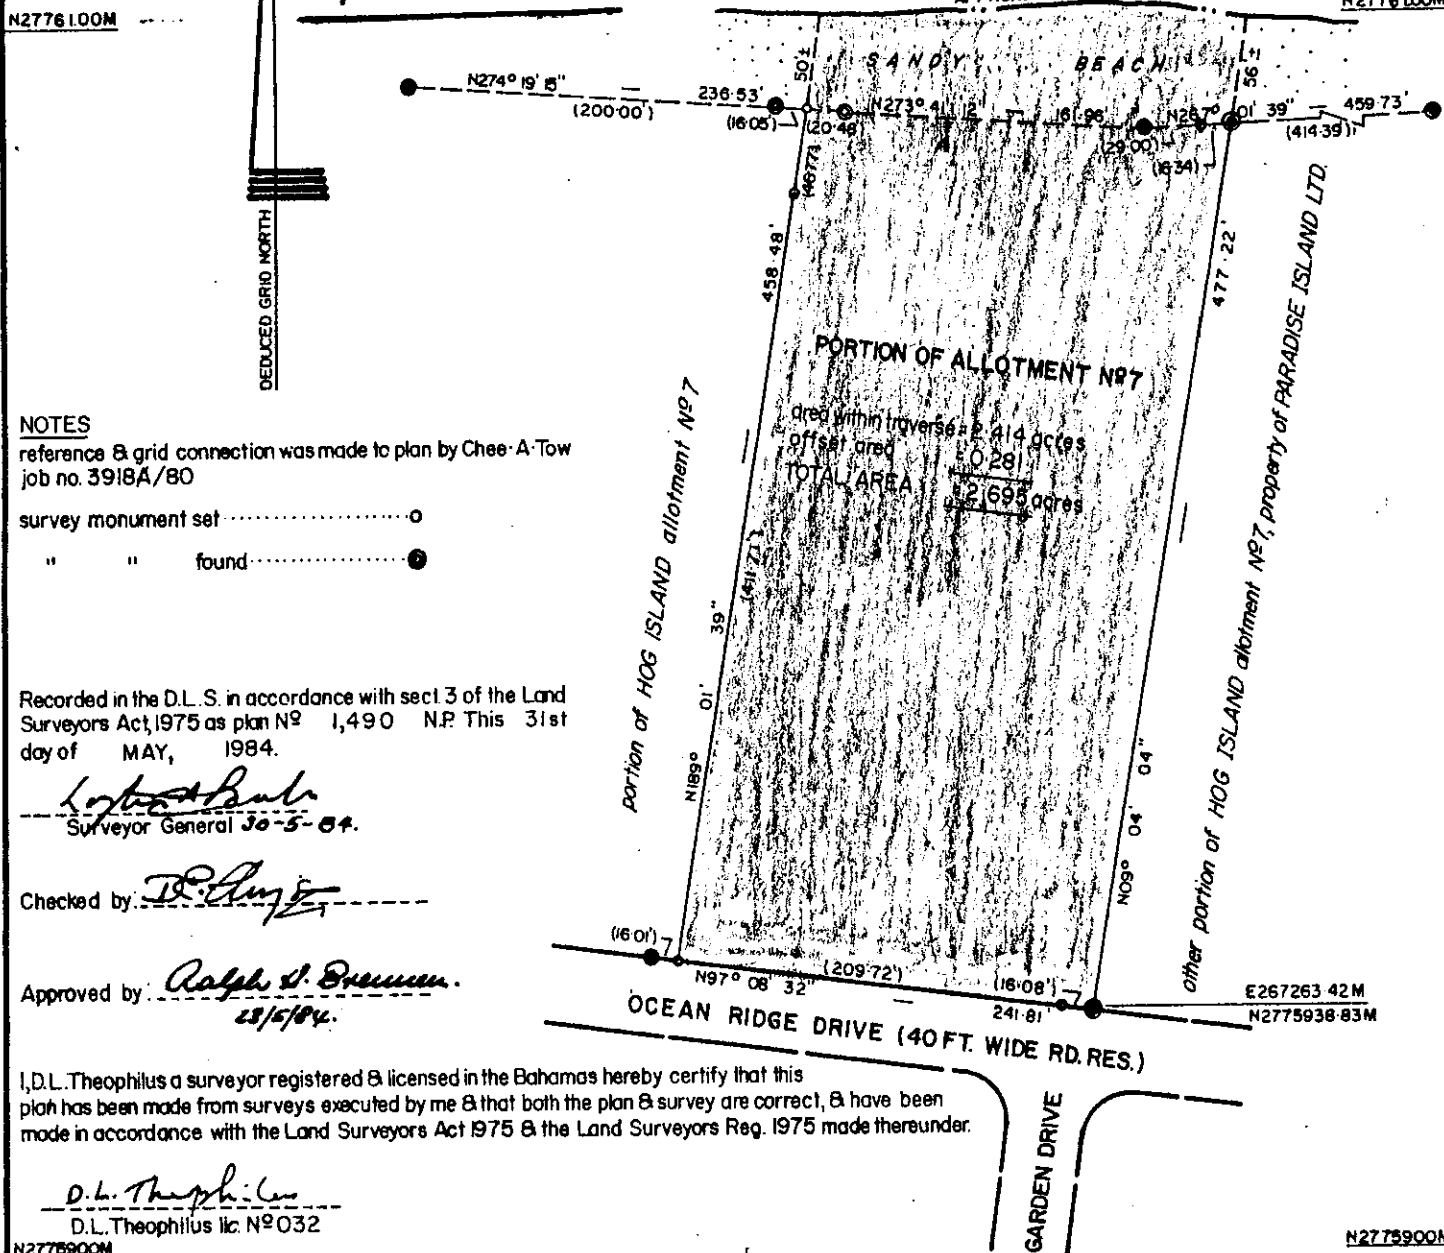 N27761.00M
50'±
SANDY BEACH
56'±
N274° 19' 15"
236·53'
(200·00')
(16·05')
(20·48')
161·96'
N267° 01' 39"
459·73'
(29·00')
(16·34')
(414·39')
(46·77')
458·48'
477·22'
DEDUCED GRID NORTH
PORTION OF ALLOTMENT Nº7
area within traverse = 2·414 acres
offset area 0·281
TOTAL AREA 2·695 acres
portion of HOG ISLAND allotment Nº7
other portion of HOG ISLAND allotment Nº7, property of PARADISE ISLAND LTD.
NOTES
reference & grid connection was made to plan by Chee·A·Tow
job no. 3918A/80
survey monument set
" " found
(411·71')
N189° 01' 39"
N09° 04' 04"
Recorded in the D.L.S. in accordance with sect. 3 of the Land
Surveyors Act, 1975 as plan Nº 1,490 N.P. This 31st
day of MAY, 1984.
Surveyor General 30-5-84.
Checked by:
Approved by: Ralph
28/5/84.
(16·01')
N97° 08' 32"
(209·72')
(16·08')
241·81'
E267263·42M
N2775938·83M
OCEAN RIDGE DRIVE (40 FT. WIDE RD. RES.)
GARDEN DRIVE
I, D.L. Theophilus a surveyor registered & licensed in the Bahamas hereby certify that this
plan has been made from surveys executed by me & that both the plan & survey are correct, & have been
made in accordance with the Land Surveyors Act 1975 & the Land Surveyors Reg. 1975 made thereunder.
D.L. Theophilus
D.L. Theophilus lic. Nº 032
N2775900M
N2775900M